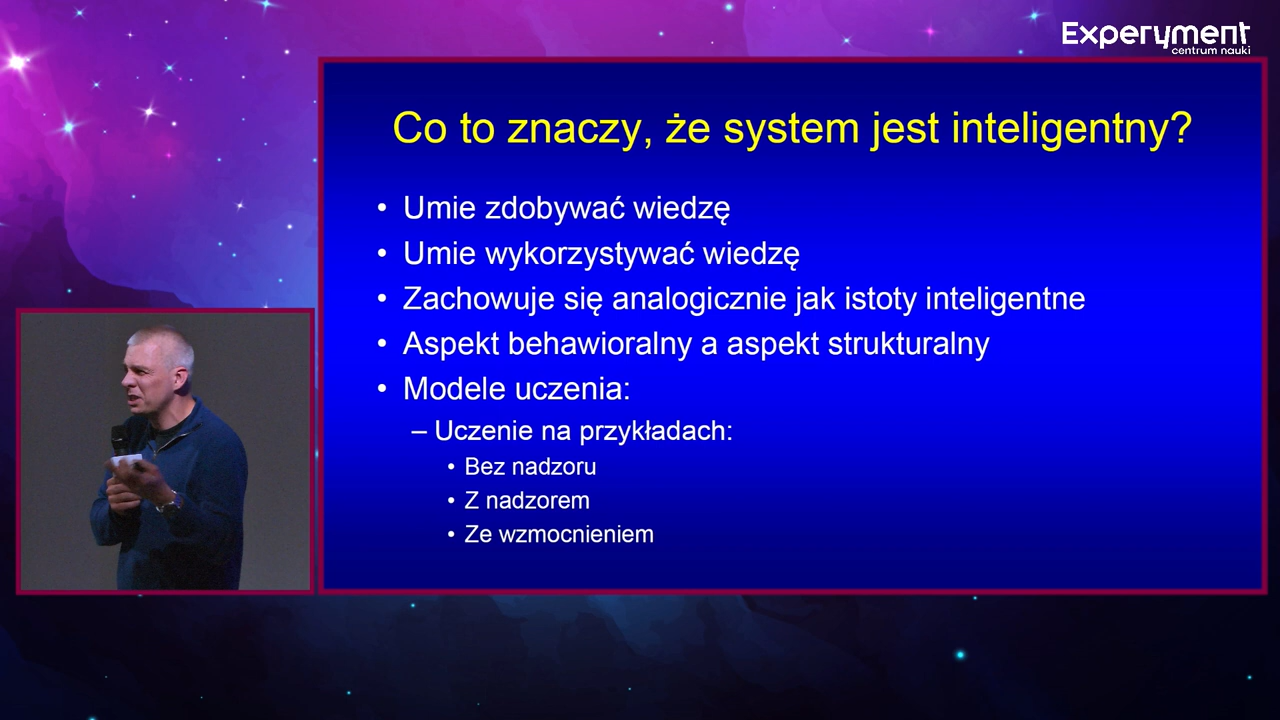 Experyment
centrum nauki
Co to znaczy, że system jest inteligentny?
• Umie zdobywać wiedzę
• Umie wykorzystywać wiedzę
• Zachowuje się analogicznie jak istoty inteligentne
• Aspekt behawioralny a aspekt strukturalny
• Modele uczenia:
– Uczenie na przykładach:
• Bez nadzoru
• Z nadzorem
• Ze wzmocnieniem